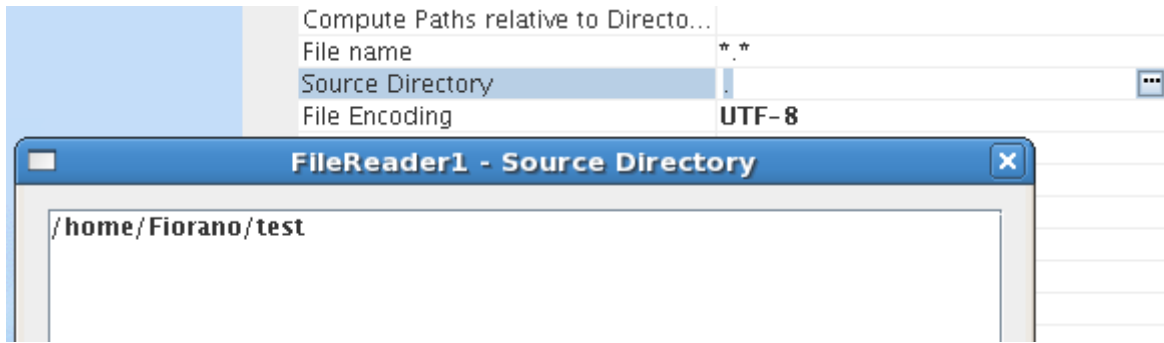 Compute Paths relative to Directo...
File name *.*
Source Directory . ...
File Encoding UTF-8
FileReader1 - Source Directory
/home/Fiorano/test